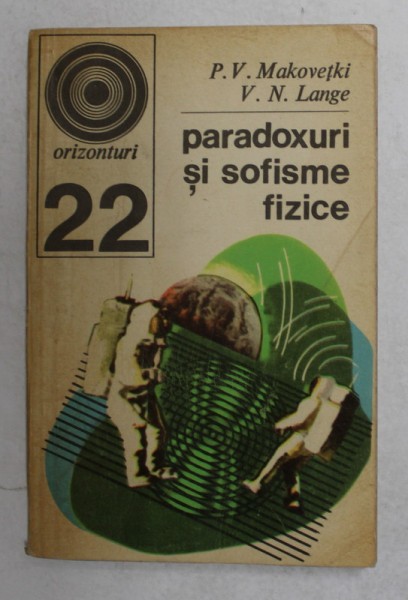 P. V. Makovețki
V. N. Lange
orizonturi
22
paradoxuri
și sofisme
fizice